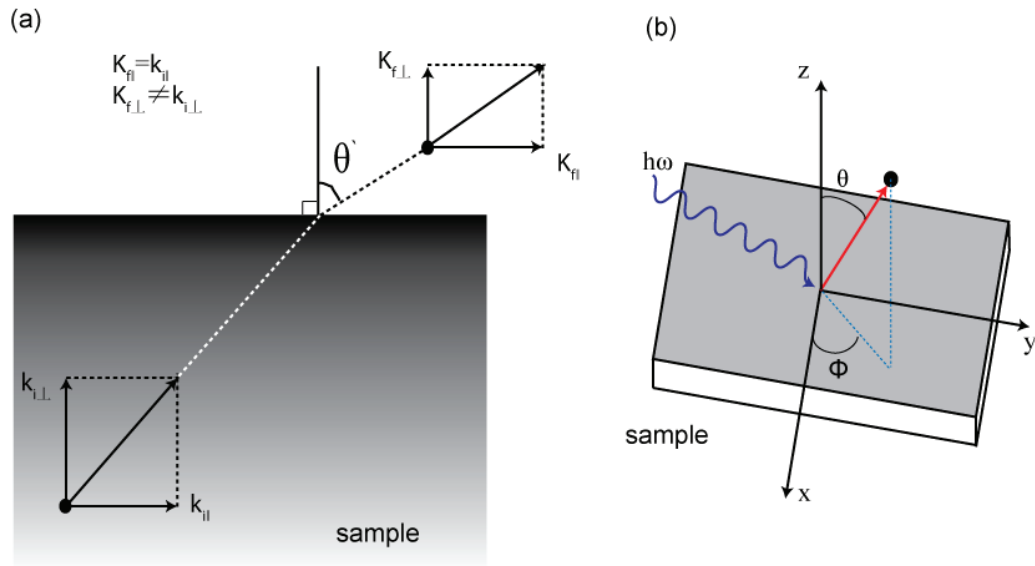 (a)
K_f∥=k_i∥
K_f⊥≠k_i⊥
K_f⊥
θ`
K_f∥
k_i⊥
k_i∥
sample
(b)
z
hω
θ
y
Φ
sample
x